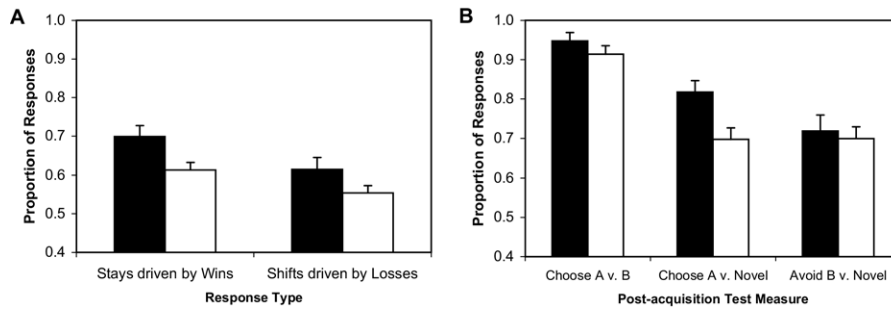 A
Proportion of Responses
1.0
0.9
0.8
0.7
0.6
0.5
0.4
Stays driven by Wins
Shifts driven by Losses
Response Type
B
Proportion of Responses
1.0
0.9
0.8
0.7
0.6
0.5
0.4
Choose A v. B
Choose A v. Novel
Avoid B v. Novel
Post-acquisition Test Measure